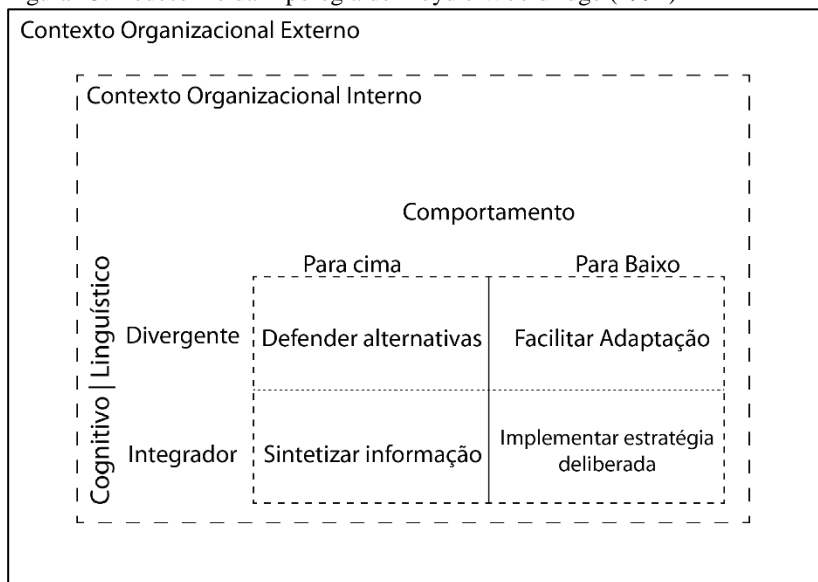 Contexto Organizacional Externo
Contexto Organizacional Interno
Comportamento
Para cima Para Baixo
Cognitivo | Linguístico
Divergente Defender alternativas Facilitar Adaptação
Integrador Sintetizar informação Implementar estratégia
deliberada